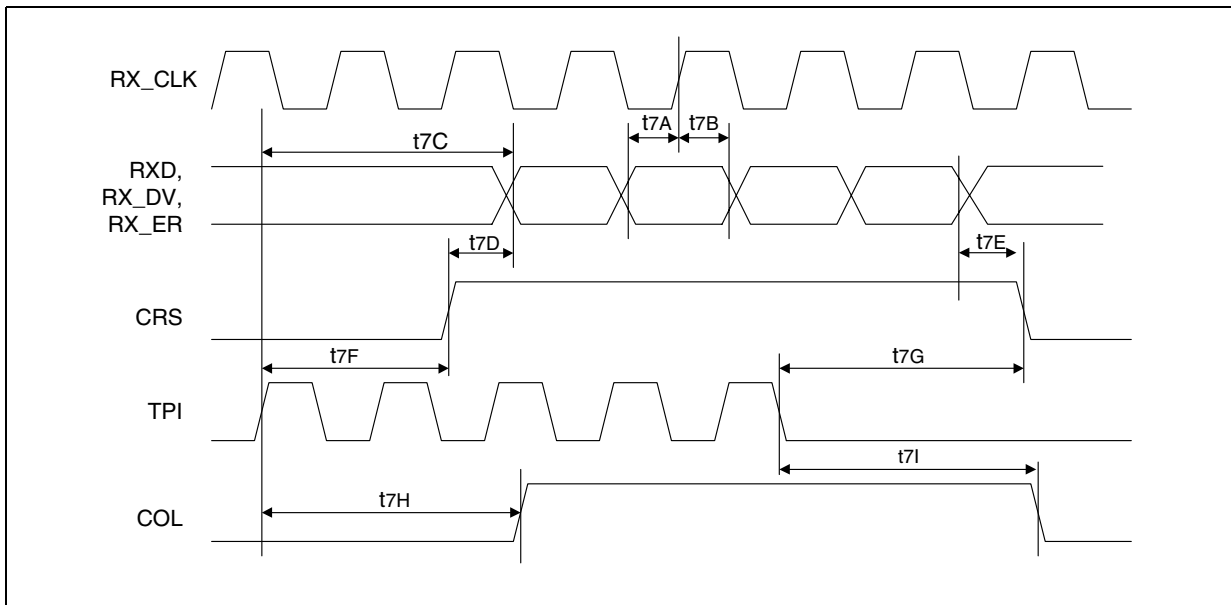 RX_CLK
t7A
t7B
t7C
RXD,
RX_DV,
RX_ER
t7D
t7E
CRS
t7F
t7G
TPI
t7I
t7H
COL